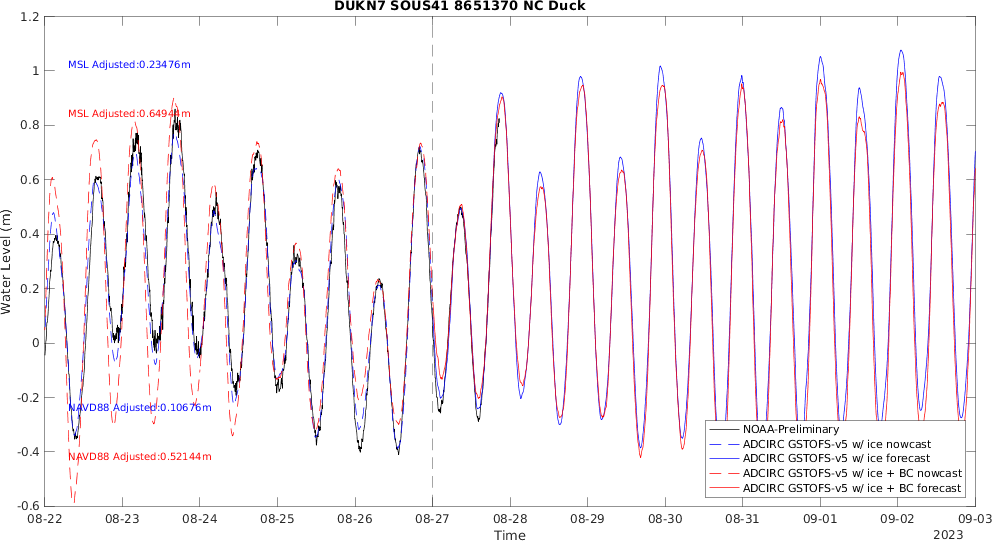 DUKN7 SOUS41 8651370 NC Duck
1.2
1
0.8
0.6
0.4
0.2
0
-0.2
-0.4
-0.6
Water Level (m)
MSL Adjusted:0.23476m
MSL Adjusted:0.64944m
NAVD88 Adjusted:0.10676m
NAVD88 Adjusted:0.52144m
NOAA-Preliminary
ADCIRC GSTOFS-v5 w/ ice nowcast
ADCIRC GSTOFS-v5 w/ ice forecast
ADCIRC GSTOFS-v5 w/ ice + BC nowcast
ADCIRC GSTOFS-v5 w/ ice + BC forecast
08-22 08-23 08-24 08-25 08-26 08-27 08-28 08-29 08-30 08-31 09-01 09-02 09-03
Time
2023